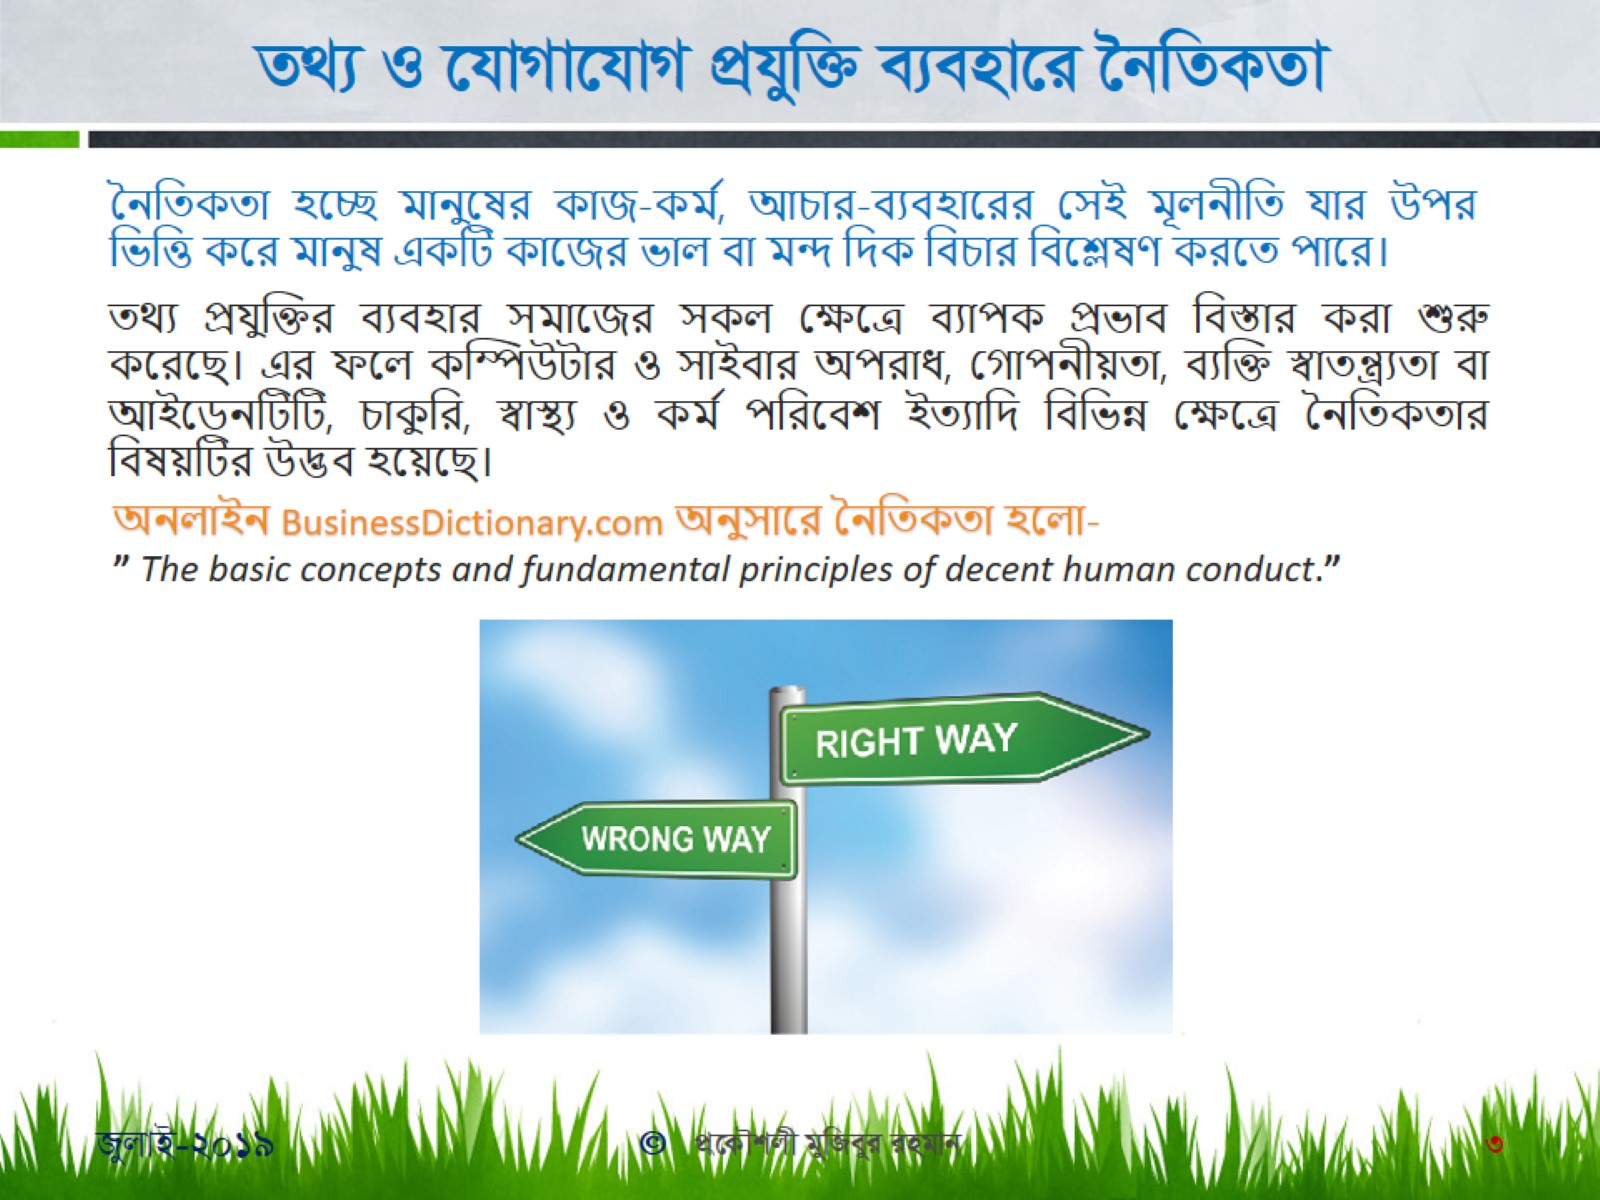 তথ্য ও যোগাযোগ প্রযুক্তি ব্যবহারে নৈতিকতা
নৈতিকতা হচ্ছে মানুষের কাজ-কর্ম, আচার-ব্যবহারের সেই মূলনীতি যার উপর
ভিত্তি করে মানুষ একটি কাজের ভাল বা মন্দ দিক বিচার বিশ্লেষণ করতে পারে।
তথ্য প্রযুক্তির ব্যবহার সমাজের সকল ক্ষেত্রে ব্যাপক প্রভাব বিস্তার করা শুরু
করেছে। এর ফলে কম্পিউটার ও সাইবার অপরাধ, গোপনীয়তা, ব্যক্তি স্বাতন্ত্র্যতা বা
আইডেনটিটি, চাকুরি, স্বাস্থ্য ও কর্ম পরিবেশ ইত্যাদি বিভিন্ন ক্ষেত্রে নৈতিকতার
বিষয়টির উদ্ভব হয়েছে।
অনলাইন BusinessDictionary.com অনুসারে নৈতিকতা হলো-
” The basic concepts and fundamental principles of decent human conduct.”
RIGHT WAY
WRONG WAY
জুলাই-২০১৯ © প্রকৌশলী মুজিবুর রহমান ৩